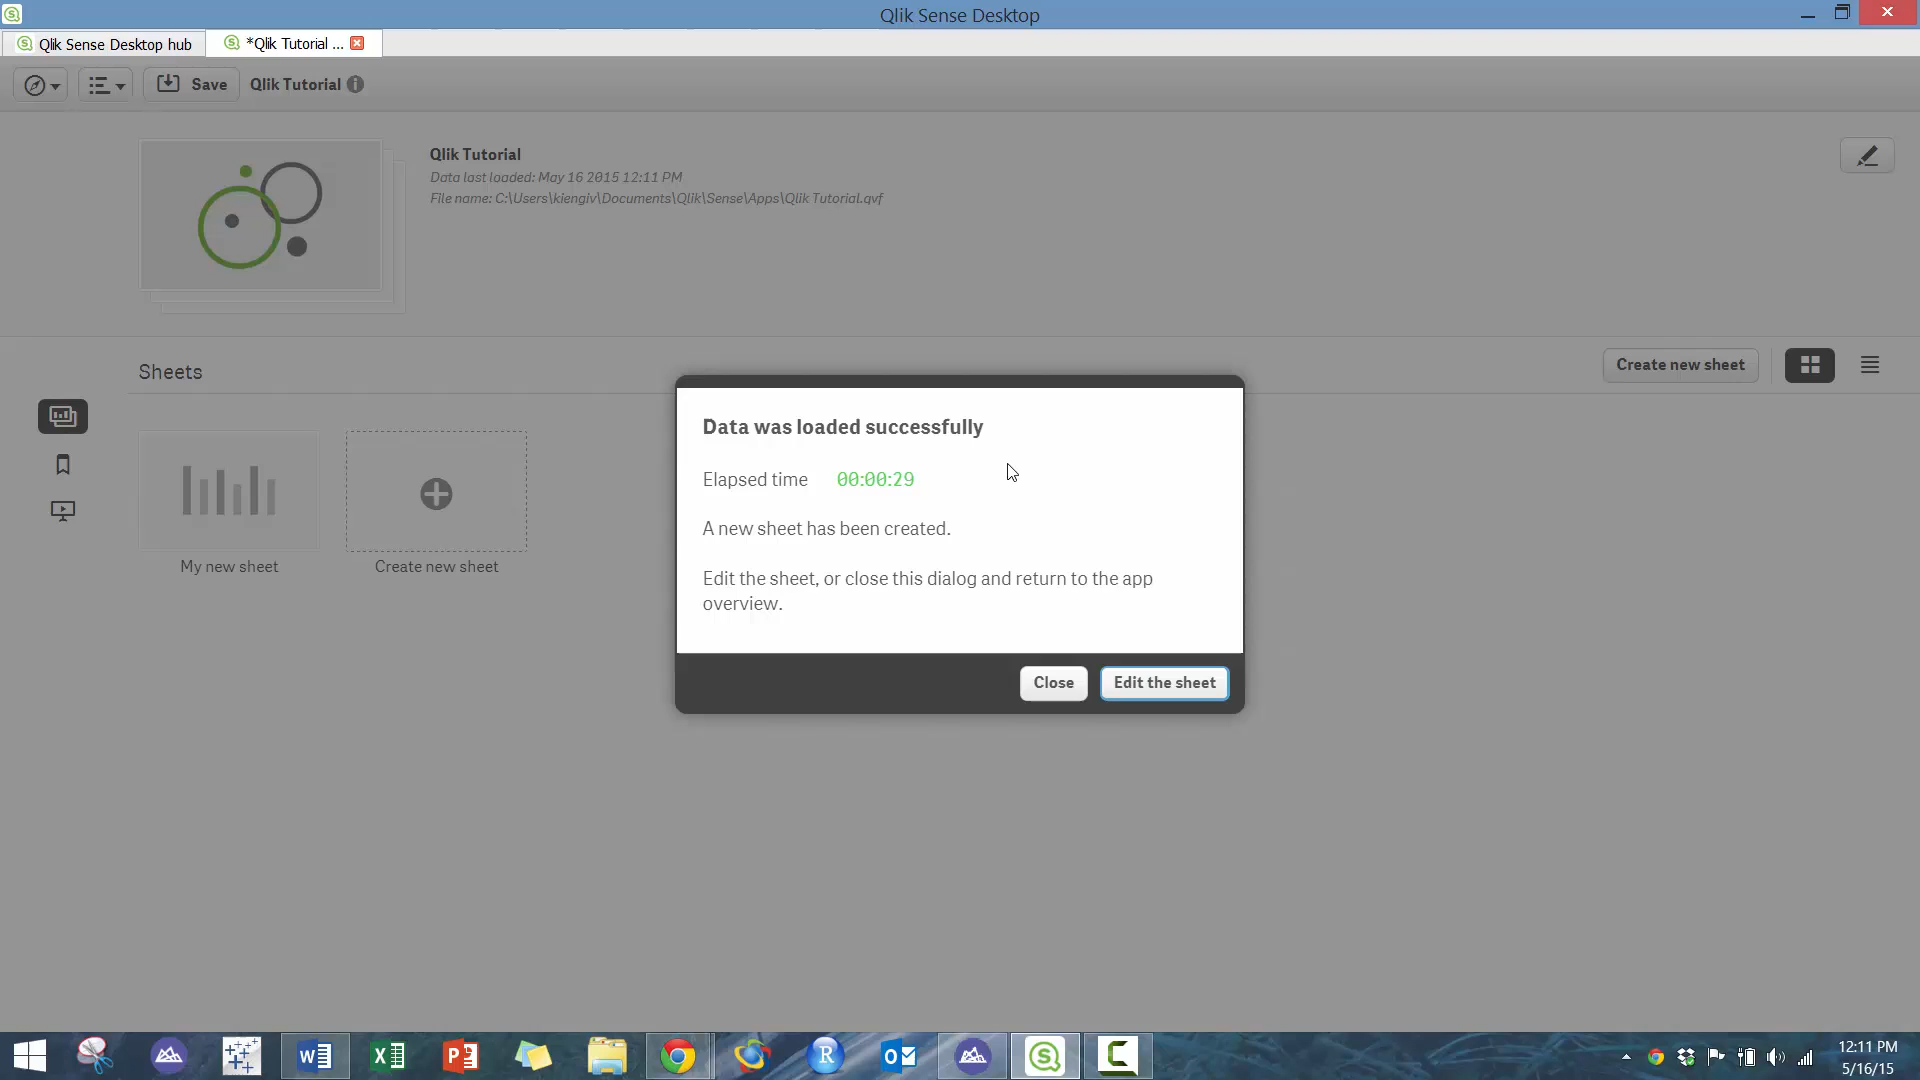 Qlik Sense Desktop
Qlik Sense Desktop hub
*Qlik Tutorial ...
Save
Qlik Tutorial
Qlik Tutorial
Data last loaded: May 16 2015 12:11 PM
File name: C:\Users\kiengiv\Documents\Qlik\Sense\Apps\Qlik Tutorial.qvf
Sheets
Create new sheet
My new sheet
Create new sheet
Data was loaded successfully
Elapsed time 00:00:29
A new sheet has been created.
Edit the sheet, or close this dialog and return to the app
overview.
Close
Edit the sheet
12:11 PM
5/16/15